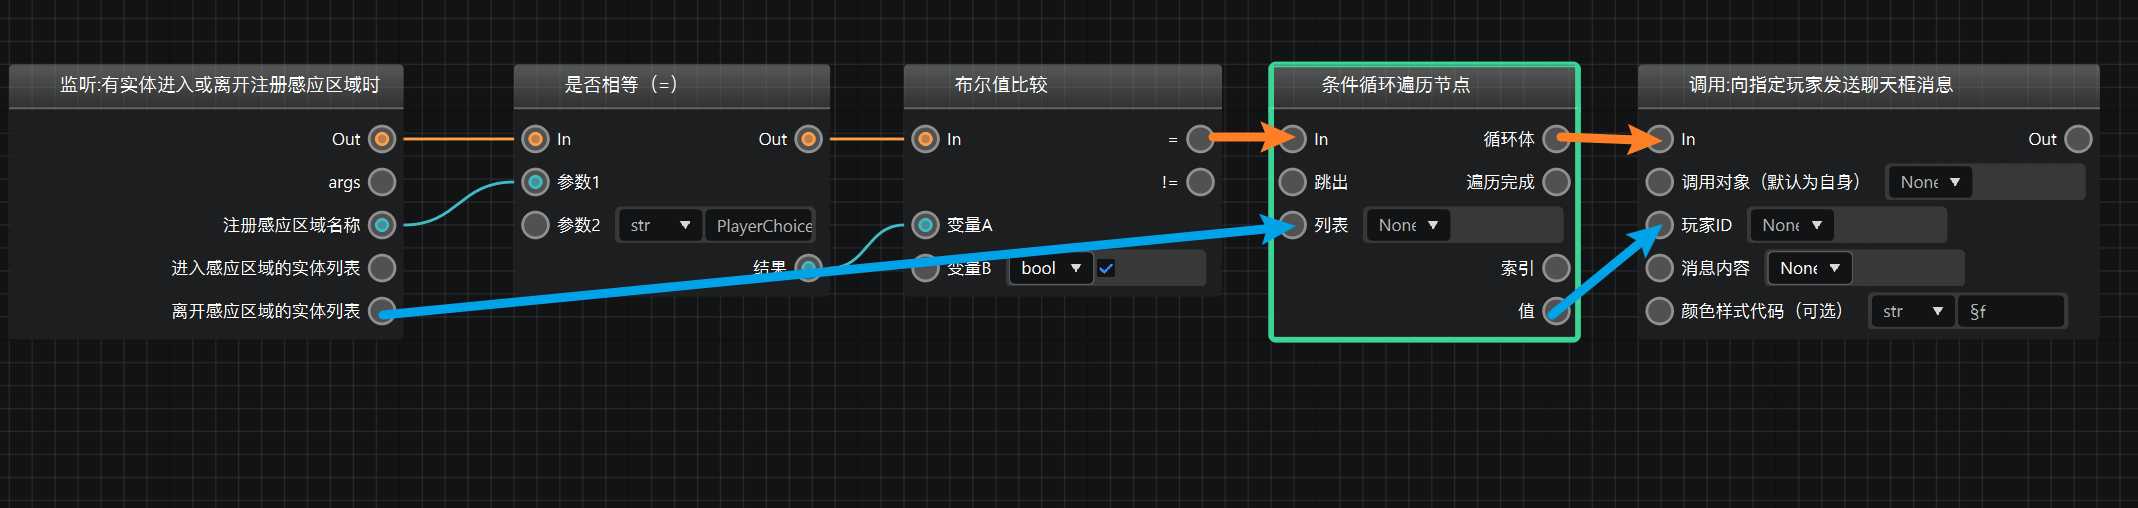 监听:有实体进入或离开注册感应区域时
Out
args
注册感应区域名称
进入感应区域的实体列表
离开感应区域的实体列表
是否相等（=）
In
Out
参数1
参数2
str
PlayerChoice
结果
布尔值比较
In
=
!=
变量A
变量B
bool
条件循环遍历节点
In
循环体
跳出
遍历完成
列表
None
索引
值
调用:向指定玩家发送聊天框消息
In
Out
调用对象（默认为自身）
None
玩家ID
None
消息内容
None
颜色样式代码（可选）
str
§f